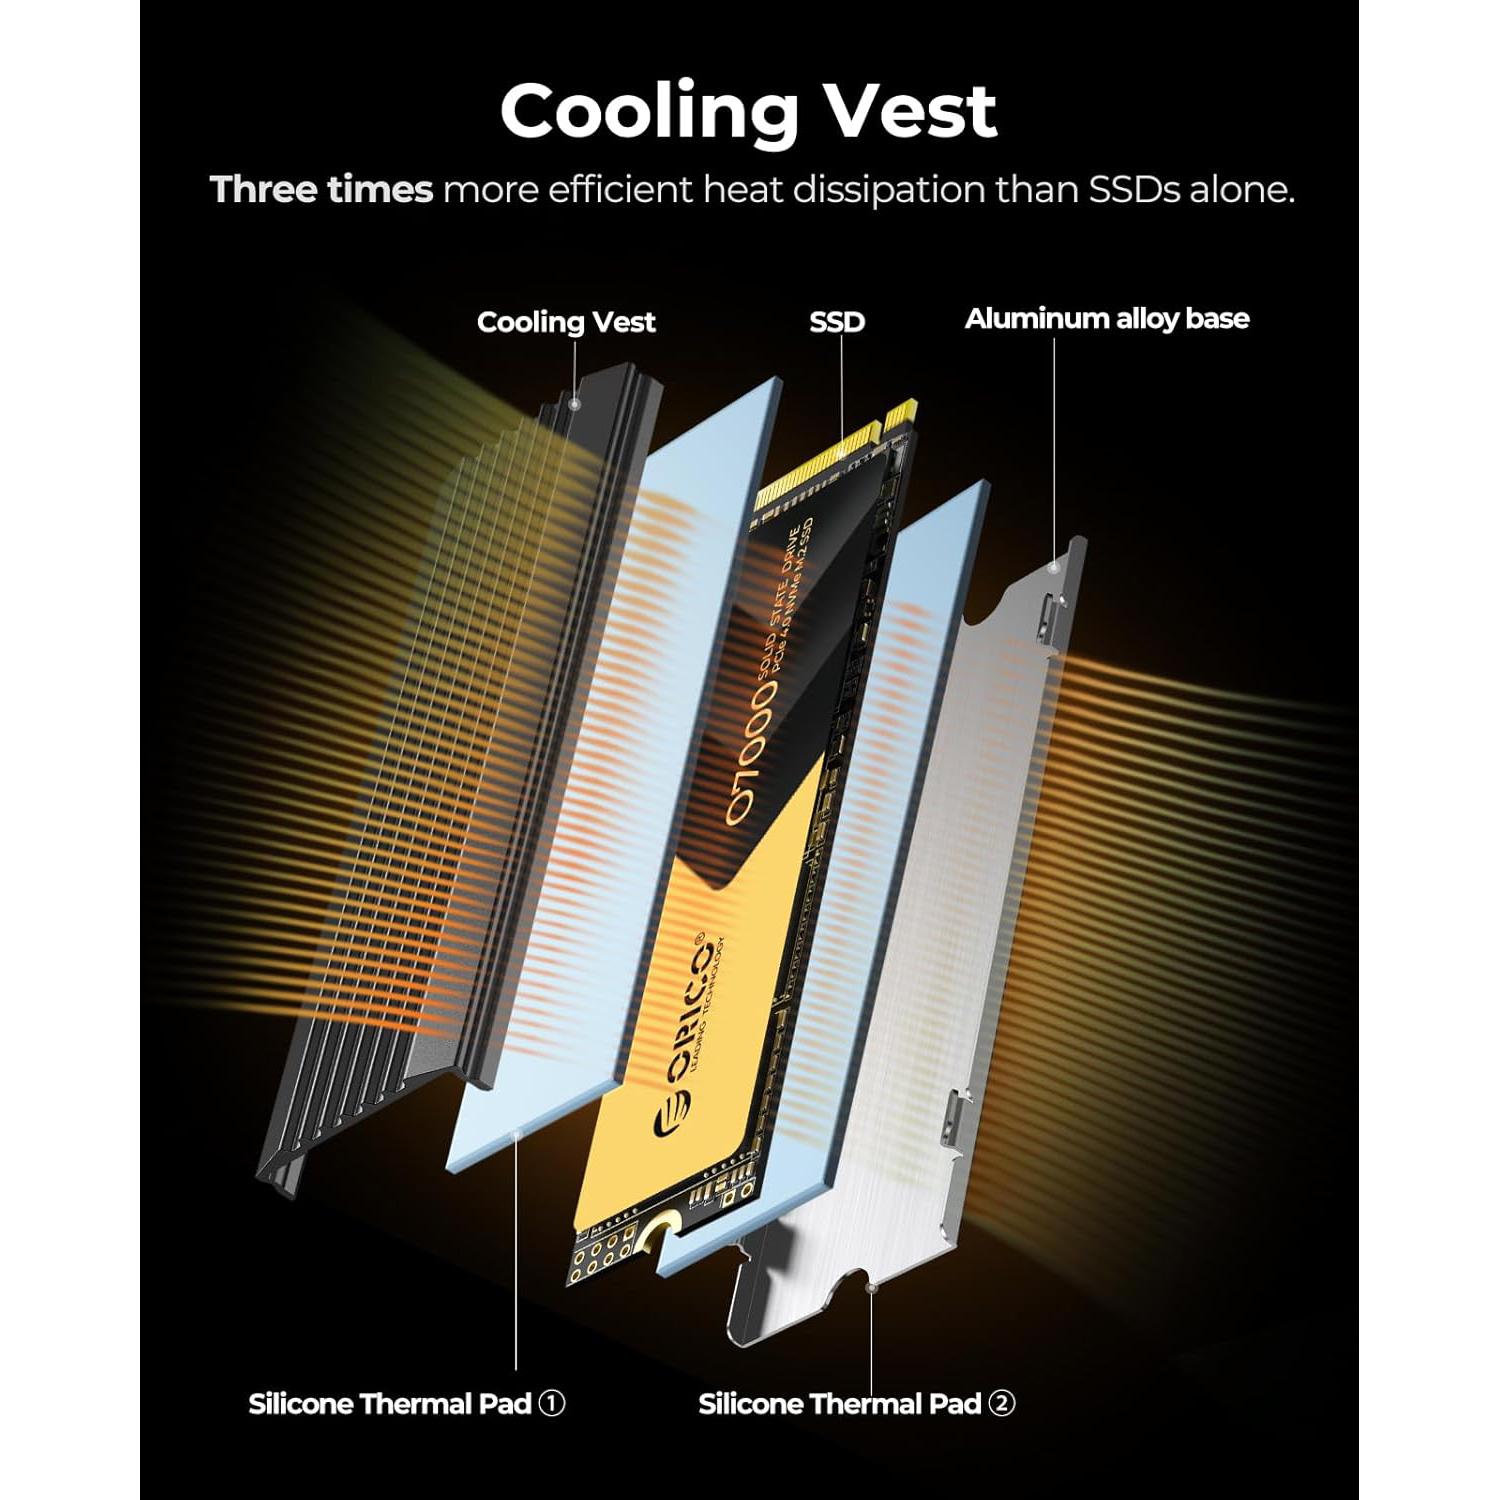 Cooling Vest
Three times more efficient heat dissipation than SSDs alone.
Cooling Vest
SSD
Aluminum alloy base
O7000
SOLID STATE DRIVE
PCIe 4.0 NVMe M.2 SSD
ORICO®
LEADING TECHNOLOGY
Silicone Thermal Pad ①
Silicone Thermal Pad ②